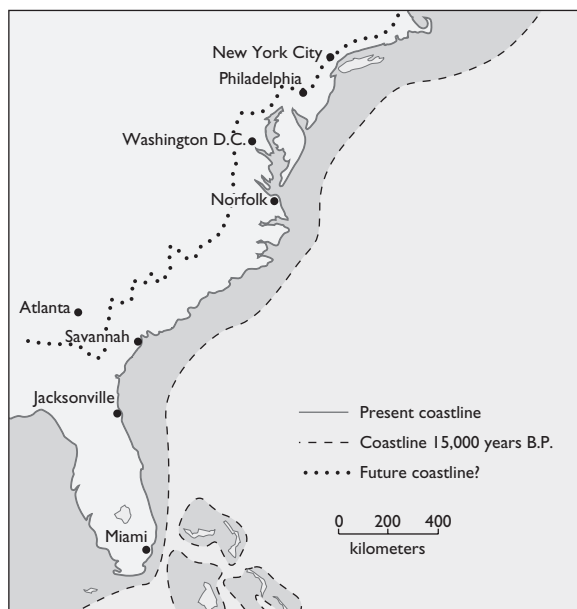 New York City
Philadelphia
Washington D.C.
Norfolk
Atlanta
Savannah
Jacksonville
Present coastline
Coastline 15,000 years B.P.
Future coastline?
0 200 400
kilometers
Miami